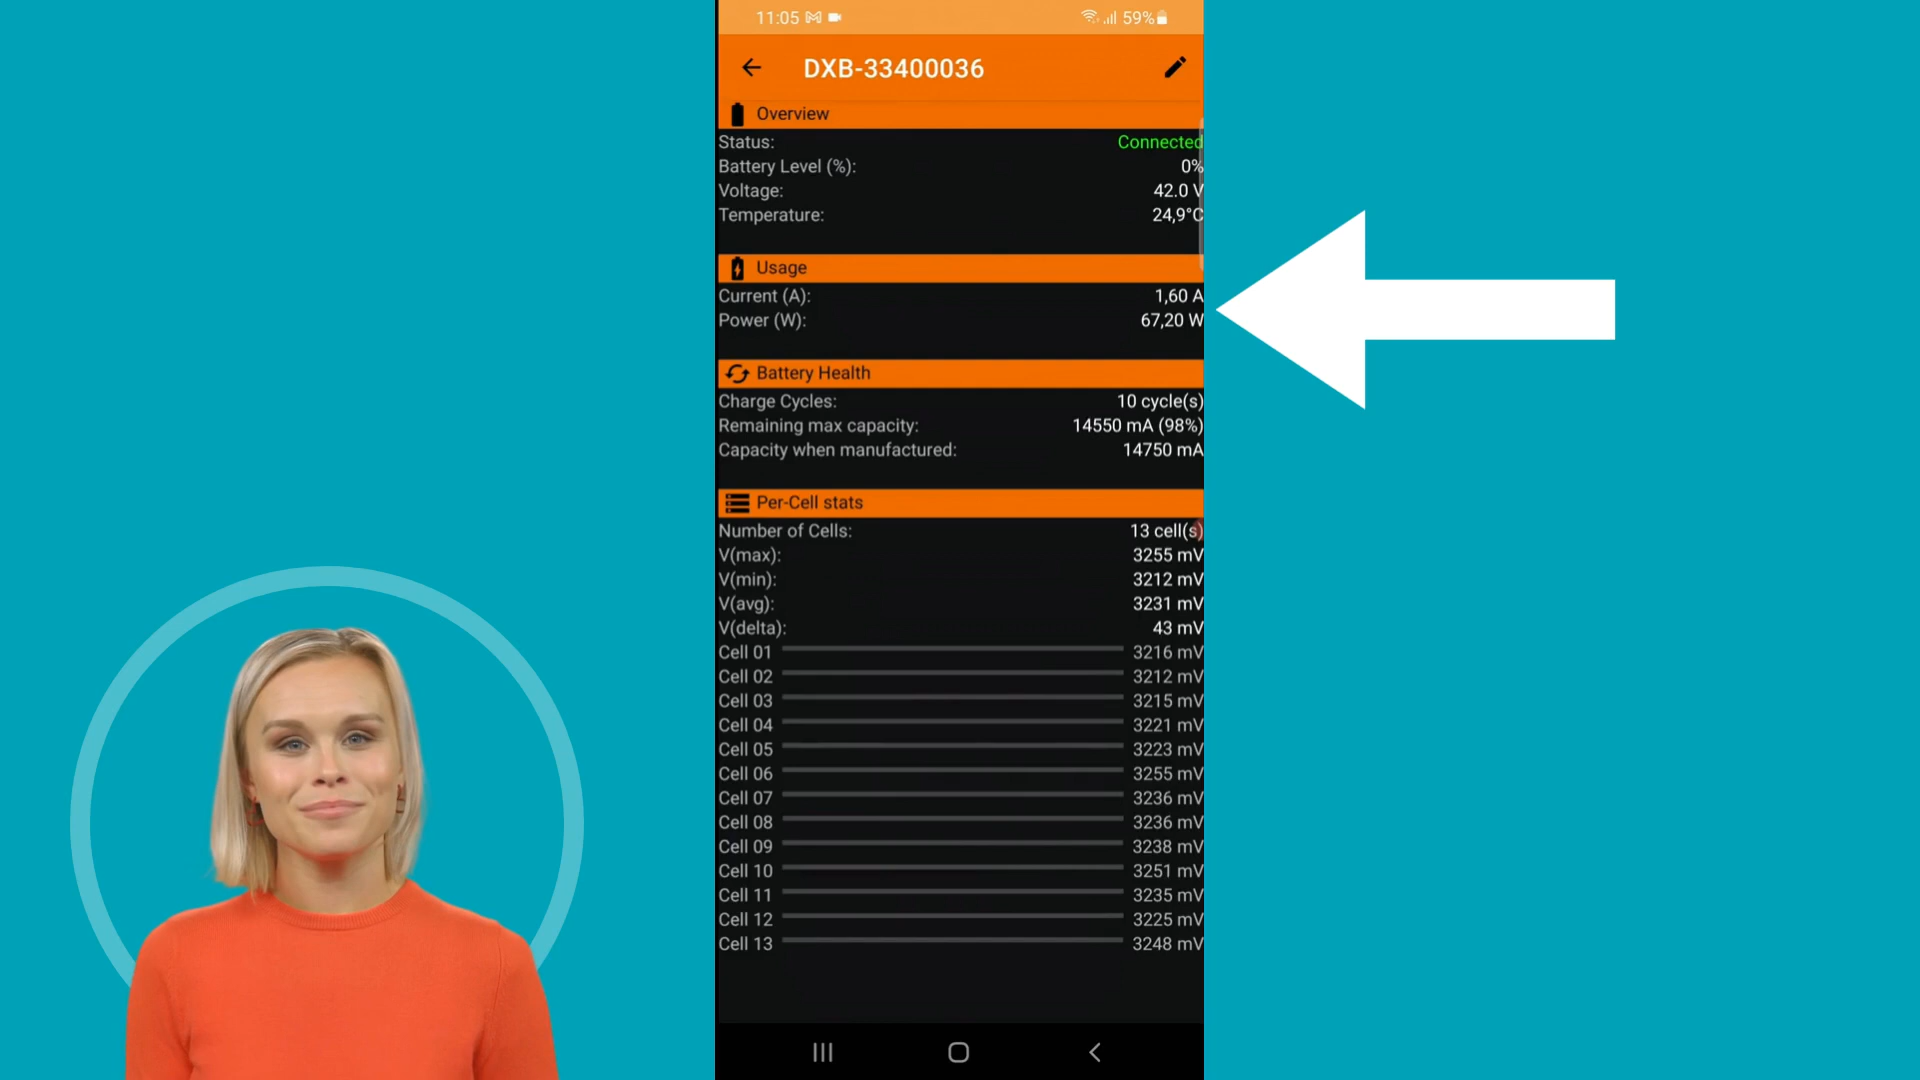 11:05 59%
DXB-33400036
Overview
Status: Connected
Battery Level (%): 0%
Voltage: 42.0 V
Temperature: 24,9°C
Usage
Current (A): 1,60 A
Power (W): 67,20 W
Battery Health
Charge Cycles: 10 cycle(s)
Remaining max capacity: 14550 mA (98%)
Capacity when manufactured: 14750 mA
Per-Cell stats
Number of Cells: 13 cell(s)
V(max): 3255 mV
V(min): 3212 mV
V(avg): 3231 mV
V(delta): 43 mV
Cell 01 3216 mV
Cell 02 3212 mV
Cell 03 3215 mV
Cell 04 3221 mV
Cell 05 3223 mV
Cell 06 3255 mV
Cell 07 3236 mV
Cell 08 3236 mV
Cell 09 3238 mV
Cell 10 3251 mV
Cell 11 3235 mV
Cell 12 3225 mV
Cell 13 3248 mV